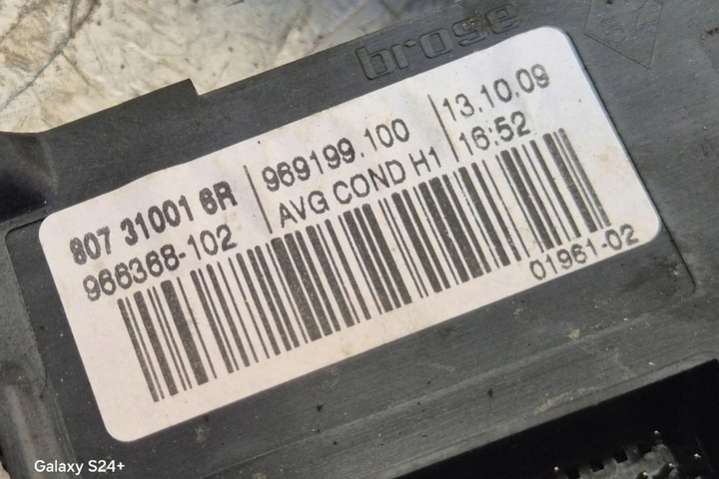 brose
807 31001 6R
966368-102
969199.100
AVG COND H1
13.10.09
16:52
01961-02
Galaxy S24+